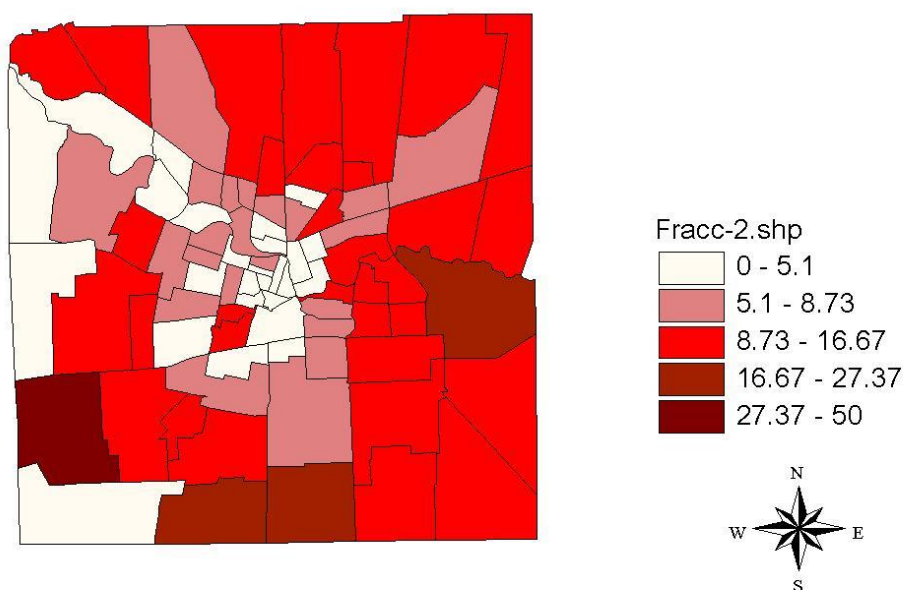 Fracc-2.shp
0 - 5.1
5.1 - 8.73
8.73 - 16.67
16.67 - 27.37
27.37 - 50
N
W E
S